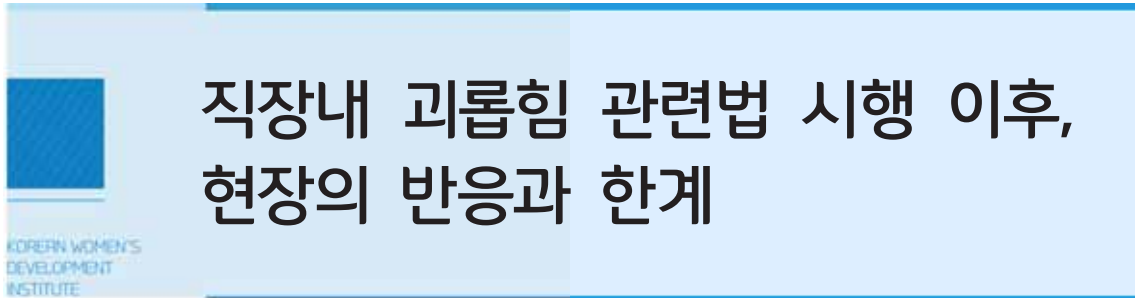 직장내 괴롭힘 관련법 시행 이후,
현장의 반응과 한계
KOREAN WOMEN'S
DEVELOPMENT
INSTITUTE